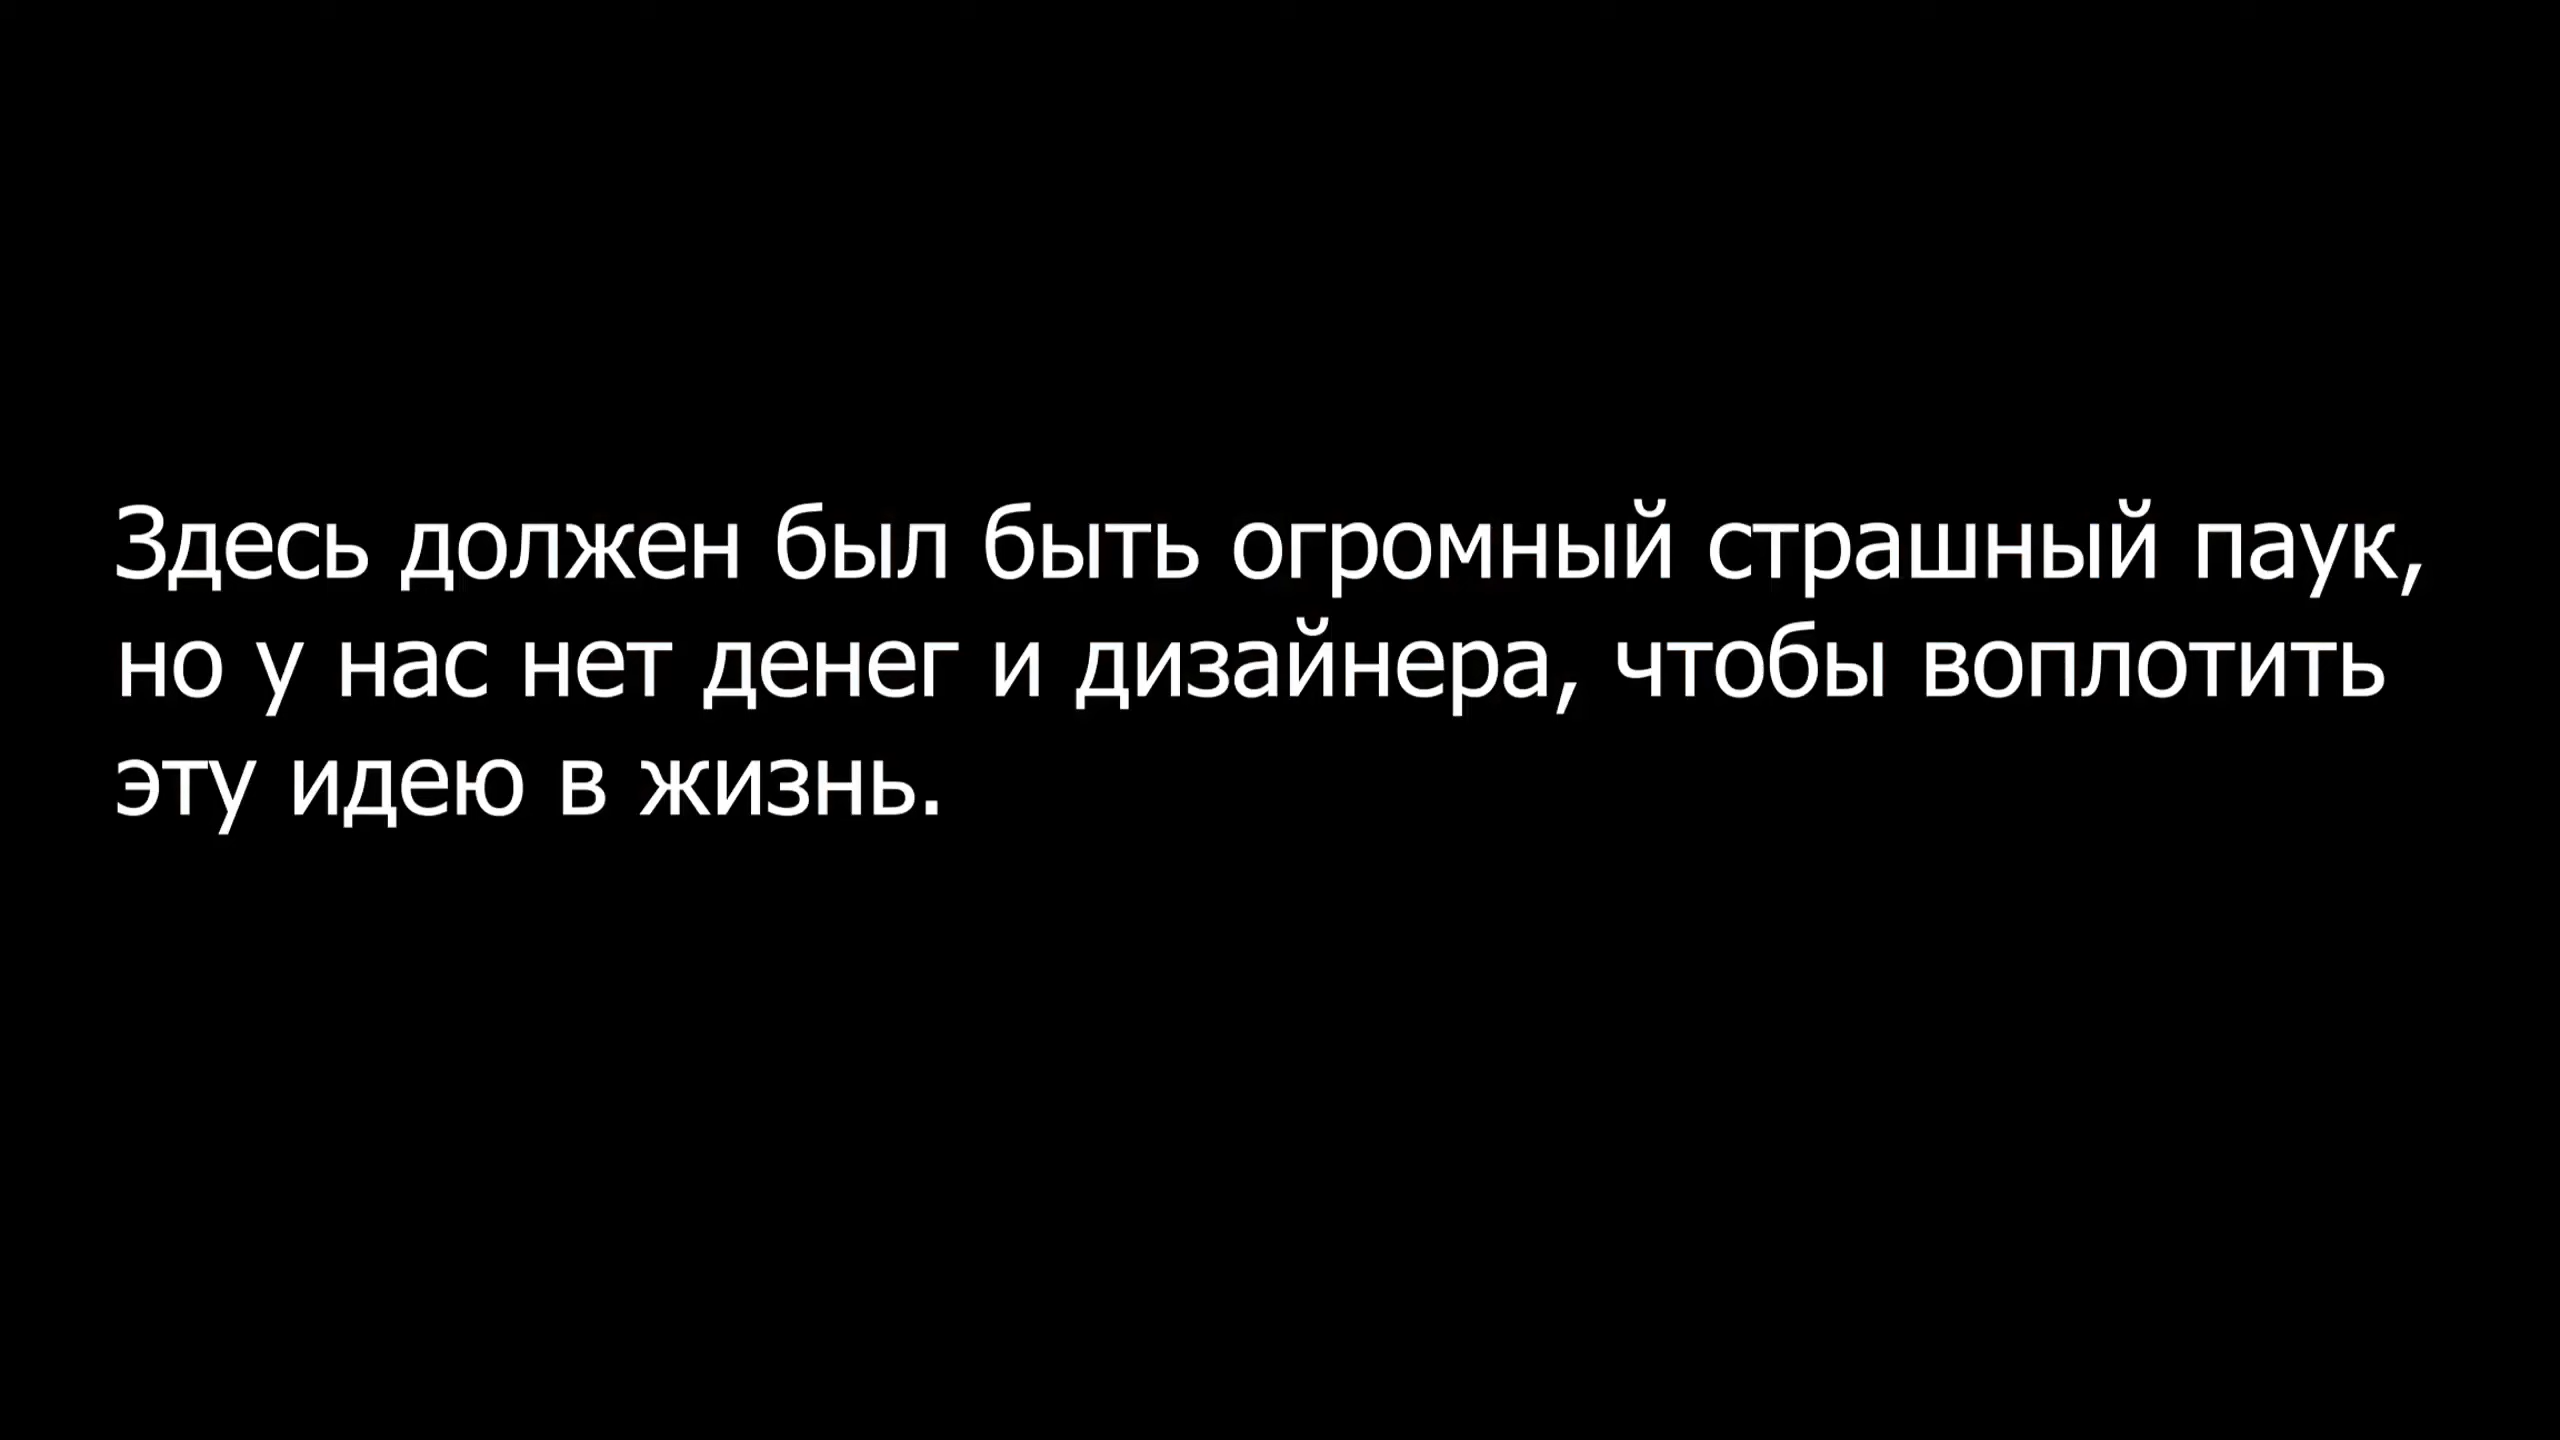 Здесь должен был быть огромный страшный паук,
но у нас нет денег и дизайнера, чтобы воплотить
эту идею в жизнь.